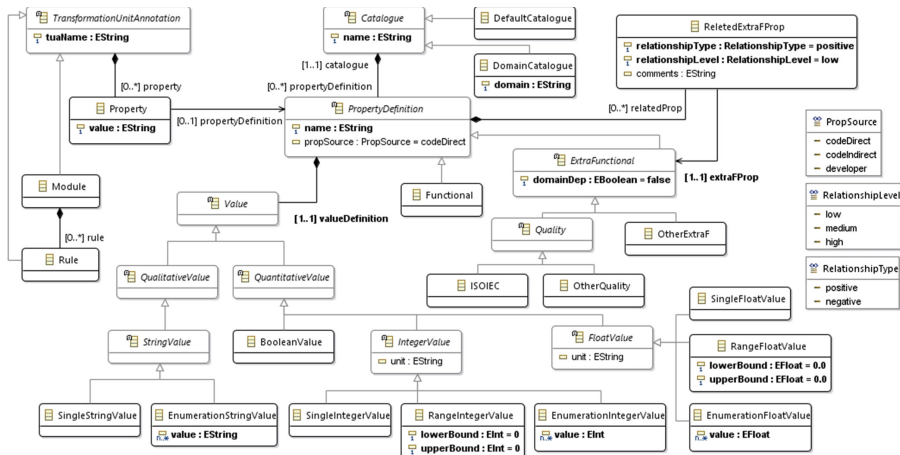 TransformationUnitAnnotation
tuaName : EString
Catalogue
name : EString
DefaultCatalogue
DomainCatalogue
domain : EString
ReletedExtraFProp
relationshipType : RelationshipType = positive
relationshipLevel : RelationshipLevel = low
comments : EString
[1..1] catalogue
[0..*] property
[0..*] propertyDefinition
Property
value : EString
[0..1] propertyDefinition
PropertyDefinition
name : EString
propSource : PropSource = codeDirect
[0..*] relatedProp
PropSource
codeDirect
codeIndirect
developer
ExtraFunctional
domainDep : EBoolean = false
[1..1] extraFProp
Module
Value
[1..1] valueDefinition
Functional
RelationshipLevel
low
medium
high
[0..*] rule
Rule
Quality
OtherExtraF
RelationshipType
positive
negative
QualitativeValue
QuantitativeValue
ISOIEC
OtherQuality
SingleFloatValue
StringValue
BooleanValue
IntegerValue
unit : EString
FloatValue
unit : EString
RangeFloatValue
lowerBound : EFloat = 0.0
upperBound : EFloat = 0.0
SingleStringValue
EnumerationStringValue
value : EString
SingleIntegerValue
RangeIntegerValue
lowerBound : EInt = 0
upperBound : EInt = 0
EnumerationIntegerValue
value : EInt
EnumerationFloatValue
value : EFloat